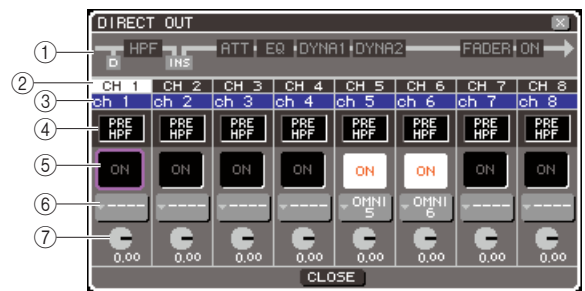 DIRECT OUT
① HPF ATT EQ DYNA1 DYNA2 FADER ON
D INS
② CH 1 CH 2 CH 3 CH 4 CH 5 CH 6 CH 7 CH 8
③ ch 1 ch 2 ch 3 ch 4 ch 5 ch 6 ch 7 ch 8
④ PRE PRE PRE PRE PRE PRE PRE PRE
HPF HPF HPF HPF HPF HPF HPF HPF
⑤ ON ON ON ON ON ON ON ON
⑥ ---- ---- ---- ---- OMNI OMNI ---- ----
5 6
⑦ 0.00 0.00 0.00 0.00 0.00 0.00 0.00 0.00
CLOSE